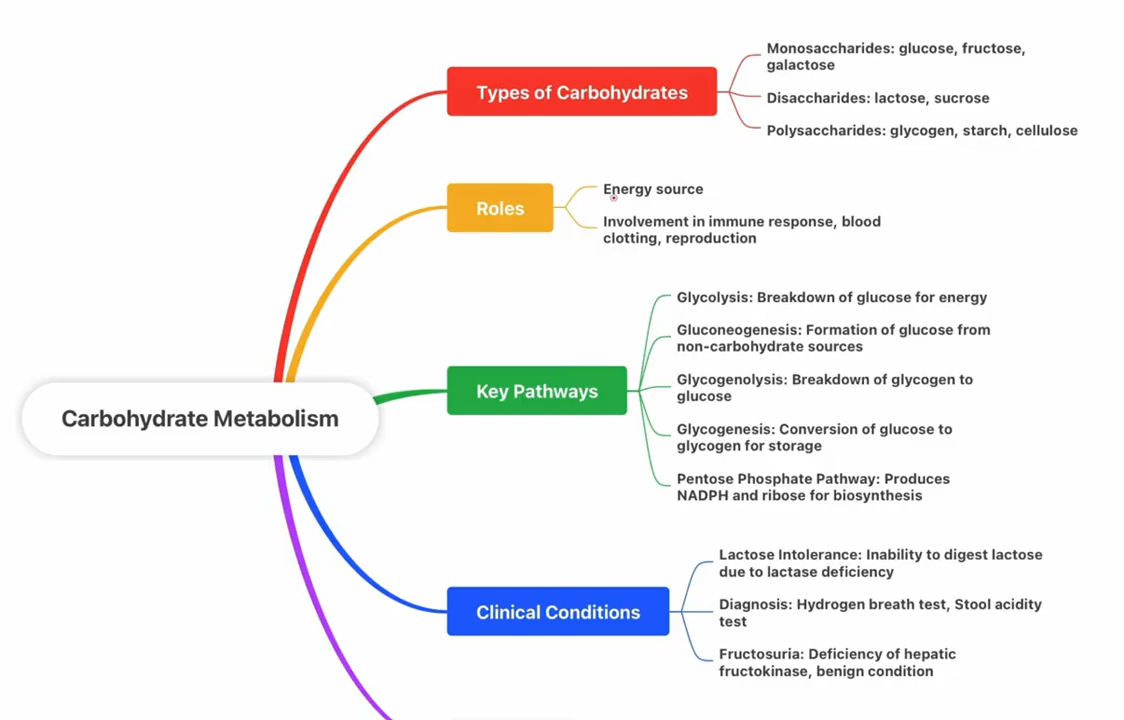 Carbohydrate Metabolism
Types of Carbohydrates
Monosaccharides: glucose, fructose,
galactose
Disaccharides: lactose, sucrose
Polysaccharides: glycogen, starch, cellulose
Roles
Energy source
Involvement in immune response, blood
clotting, reproduction
Key Pathways
Glycolysis: Breakdown of glucose for energy
Gluconeogenesis: Formation of glucose from
non-carbohydrate sources
Glycogenolysis: Breakdown of glycogen to
glucose
Glycogenesis: Conversion of glucose to
glycogen for storage
Pentose Phosphate Pathway: Produces
NADPH and ribose for biosynthesis
Clinical Conditions
Lactose Intolerance: Inability to digest lactose
due to lactase deficiency
Diagnosis: Hydrogen breath test, Stool acidity
test
Fructosuria: Deficiency of hepatic
fructokinase, benign condition